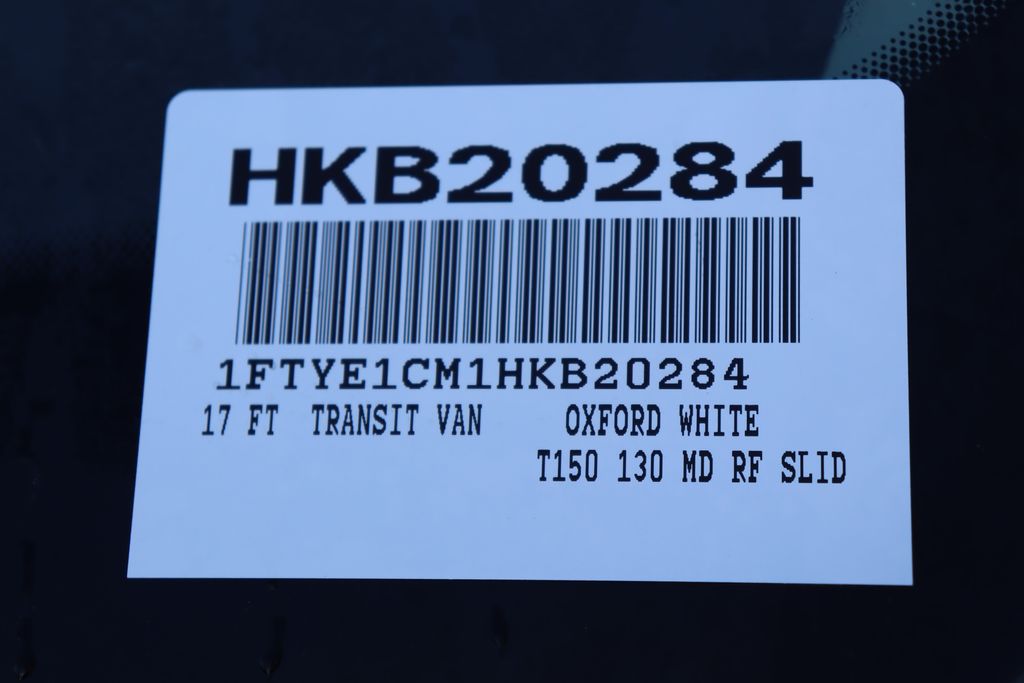 HKB20284
1FTYE1CM1HKB20284
17 FT TRANSIT VAN OXFORD WHITE
T150 130 MD RF SLID